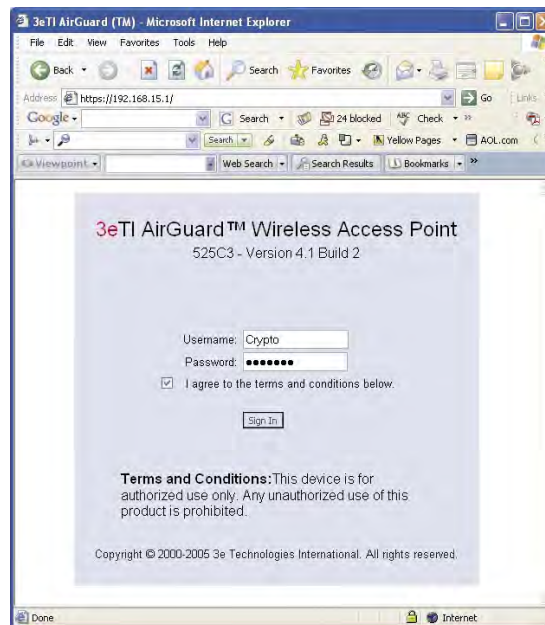 3eTI AirGuard (TM) - Microsoft Internet Explorer
File Edit View Favorites Tools Help
Back Search Favorites
Address https://192.168.15.1/ Go Links
Google Search 24 blocked Check »
Search Yellow Pages AOL.com
Viewpoint Web Search Search Results Bookmarks »
3eTI AirGuard™ Wireless Access Point
525C3 - Version 4.1 Build 2
Username: Crypto
Password: •••••••
I agree to the terms and conditions below.
Sign In
Terms and Conditions:This device is for
authorized use only. Any unauthorized use of this
product is prohibited.
Copyright © 2000-2005 3e Technologies International. All rights reserved.
Done Internet